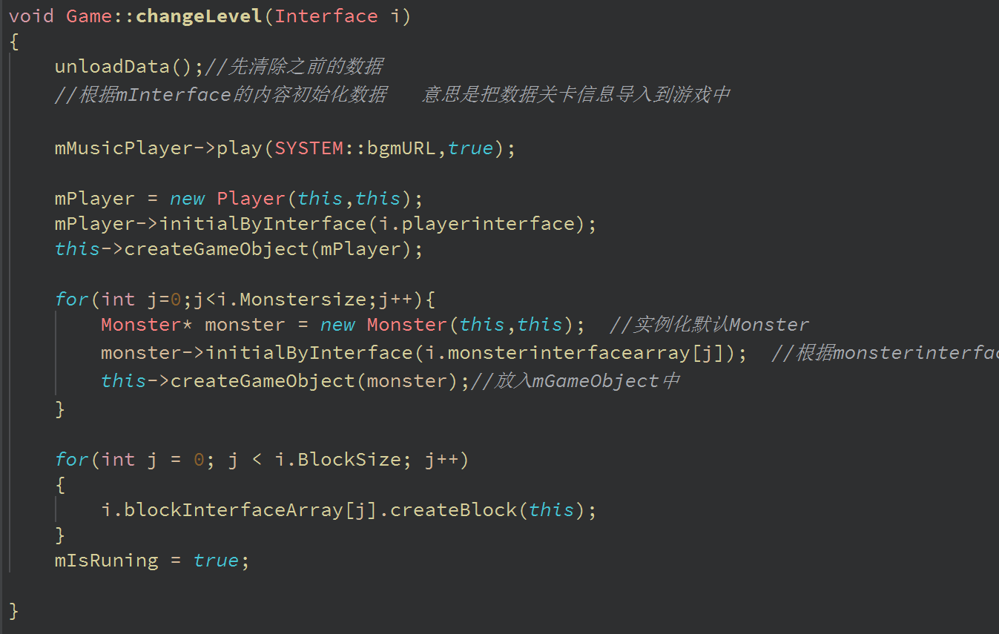 void Game::changeLevel(Interface i)
{
unloadData();//先清除之前的数据
//根据mInterface的内容初始化数据   意思是把数据关卡信息导入到游戏中
mMusicPlayer->play(SYSTEM::bgmURL,true);
mPlayer = new Player(this,this);
mPlayer->initialByInterface(i.playerinterface);
this->createGameObject(mPlayer);
for(int j=0;j<i.Monstersize;j++){
Monster* monster = new Monster(this,this);  //实例化默认Monster
monster->initialByInterface(i.monsterinterfacearray[j]);  //根据monsterinterfac
this->createGameObject(monster);//放入mGameObject中
}
for(int j = 0; j < i.BlockSize; j++)
{
i.blockInterfaceArray[j].createBlock(this);
}
mIsRuning = true;
}